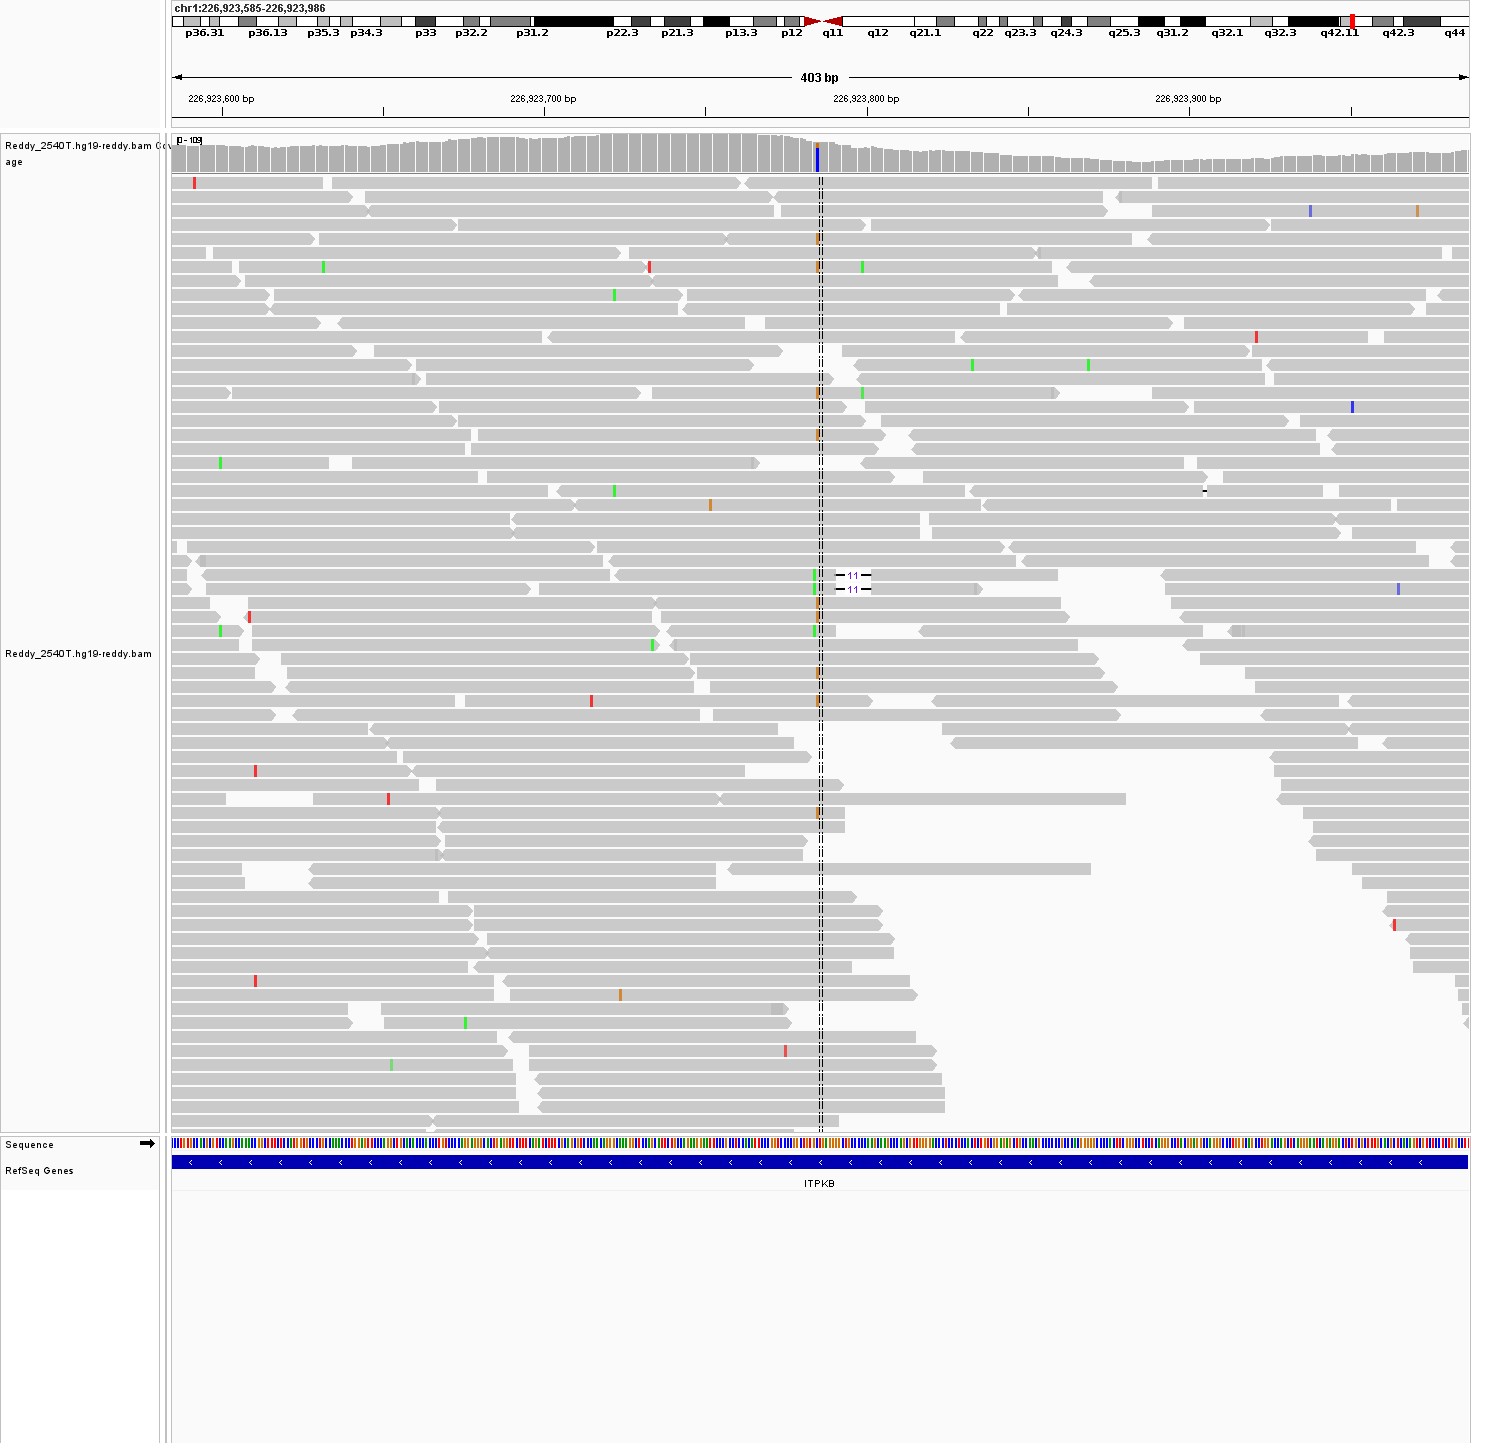 chr1:226,923,585-226,923,986
p36.31 p36.13 p35.3 p34.3 p33 p32.2 p31.2 p22.3 p21.3 p13.3 p12 q11 q12 q21.1 q22 q23.3 q24.3 q25.3 q31.2 q32.1 q32.3 q42.11 q42.3 q44
403 bp
226,923,600 bp 226,923,700 bp 226,923,800 bp 226,923,900 bp
Reddy_2540T.hg19-reddy.bam Cov
age
[0 - 109]
11
11
Reddy_2540T.hg19-reddy.bam
Sequence
RefSeq Genes
ITPKB